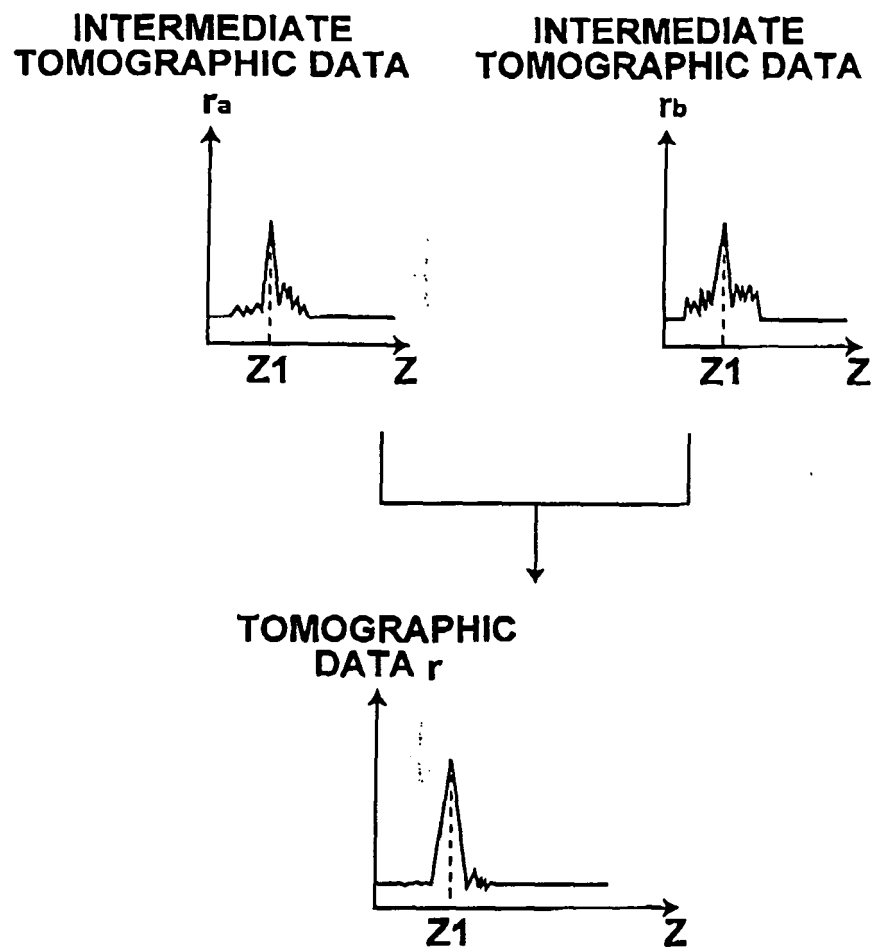 INTERMEDIATE
TOMOGRAPHIC DATA
ra
Z1
Z
INTERMEDIATE
TOMOGRAPHIC DATA
rb
Z1
Z
TOMOGRAPHIC
DATA r
Z1
Z